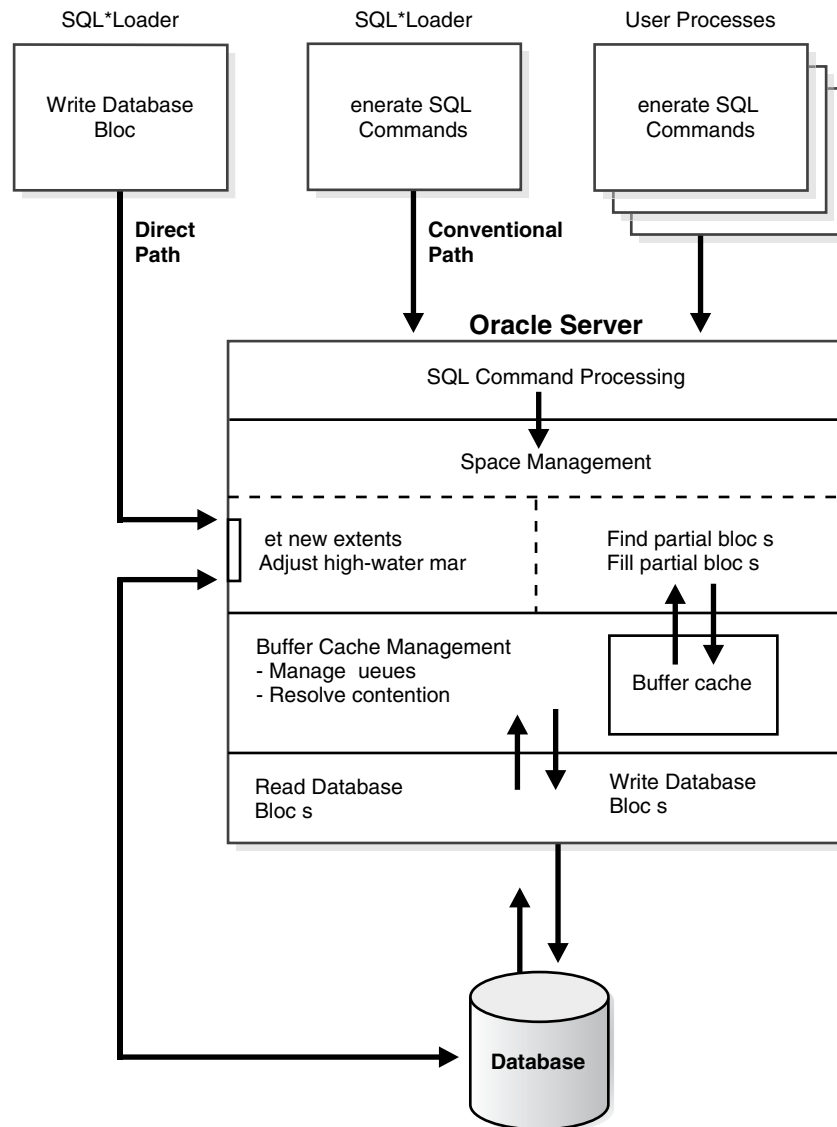 SQL*Loader
SQL*Loader
User Processes
Write Database
Bloc
enerate SQL
Commands
enerate SQL
Commands
Direct
Path
Conventional
Path
Oracle Server
SQL Command Processing
Space Management
et new extents
Adjust high-water mar
Find partial bloc s
Fill partial bloc s
Buffer Cache Management
- Manage  ueues
- Resolve contention
Buffer cache
Read Database
Bloc s
Write Database
Bloc s
Database